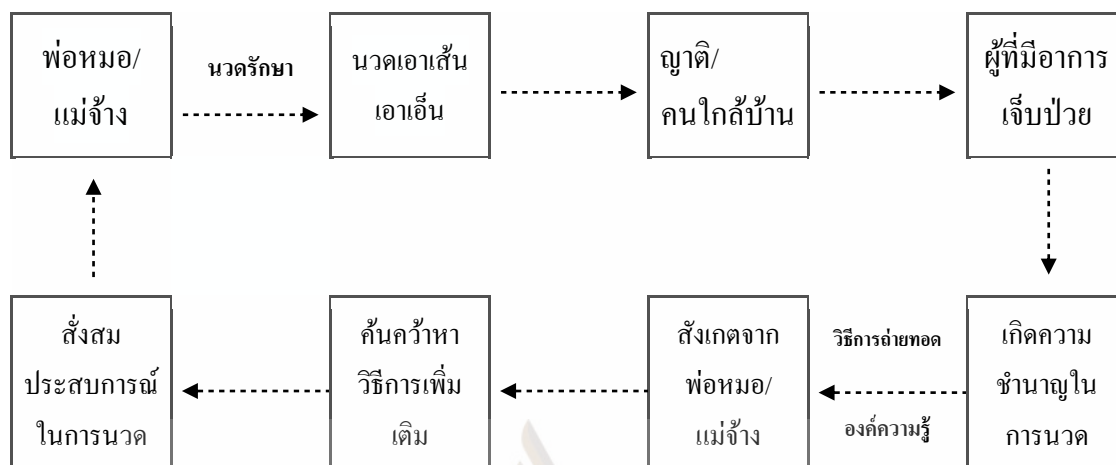 พ่อหมอ/
แม่จ้าง
นวดรักษา
นวดเอาเส้น
เอาเอ็น
ญาติ/
คนใกล้บ้าน
ผู้ที่มีอาการ
เจ็บป่วย
สั่งสม
ประสบการณ์
ในการนวด
ค้นคว้าหา
วิธีการเพิ่ม
เติม
สังเกตจาก
พ่อหมอ/
แม่จ้าง
วิธีการถ่ายทอด
องค์ความรู้
เกิดความ
ชำนาญใน
การนวด